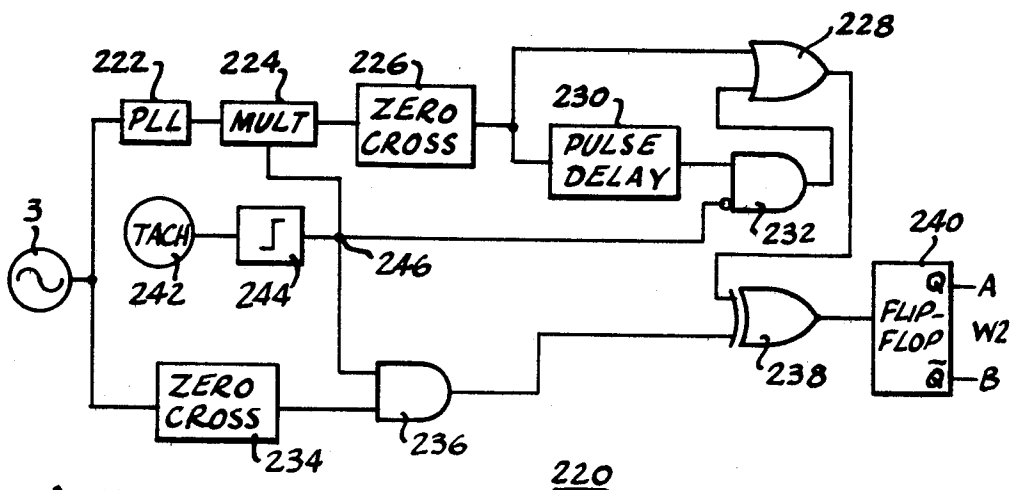 222 224 226 228
PLL MULT ZERO
CROSS
230
PULSE
DELAY
3
TACH
242 244 246 232 240
Q A
FLIP-
FLOP
W2
Q̅ B
ZERO
CROSS
234 236 238
220